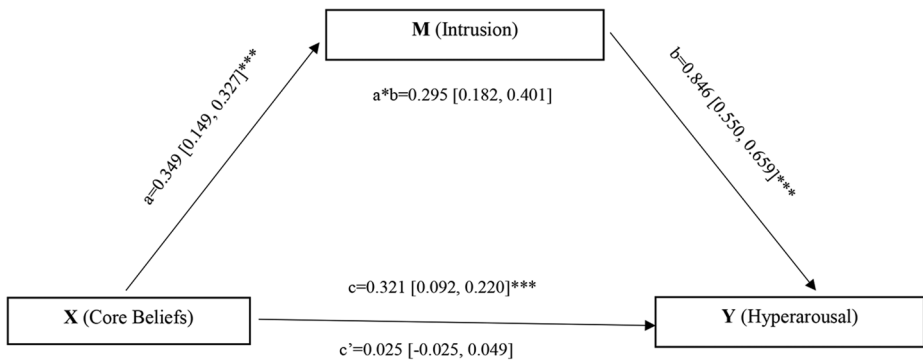 M (Intrusion)
a=0.349 [0.149, 0.327]***
a*b=0.295 [0.182, 0.401]
b=0.846 [0.550, 0.659]***
X (Core Beliefs)
c=0.321 [0.092, 0.220]***
c’=0.025 [-0.025, 0.049]
Y (Hyperarousal)